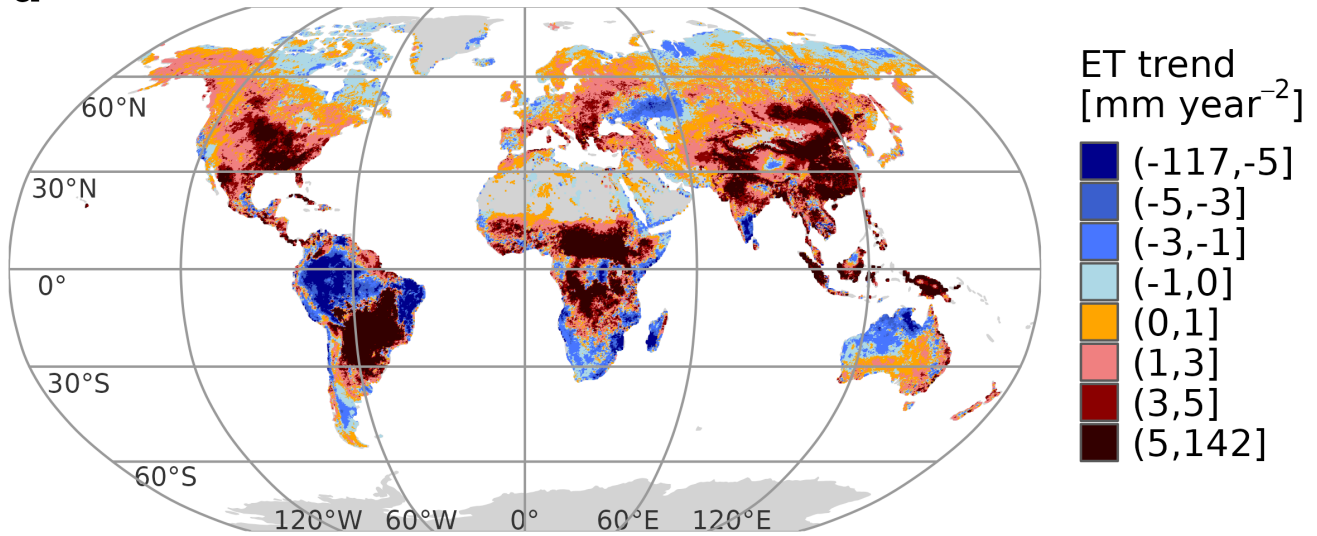 ET trend
[mm year⁻²]
(-117,-5]
(-5,-3]
(-3,-1]
(-1,0]
(0,1]
(1,3]
(3,5]
(5,142]
60°N
30°N
0°
30°S
60°S
120°W 60°W 0° 60°E 120°E